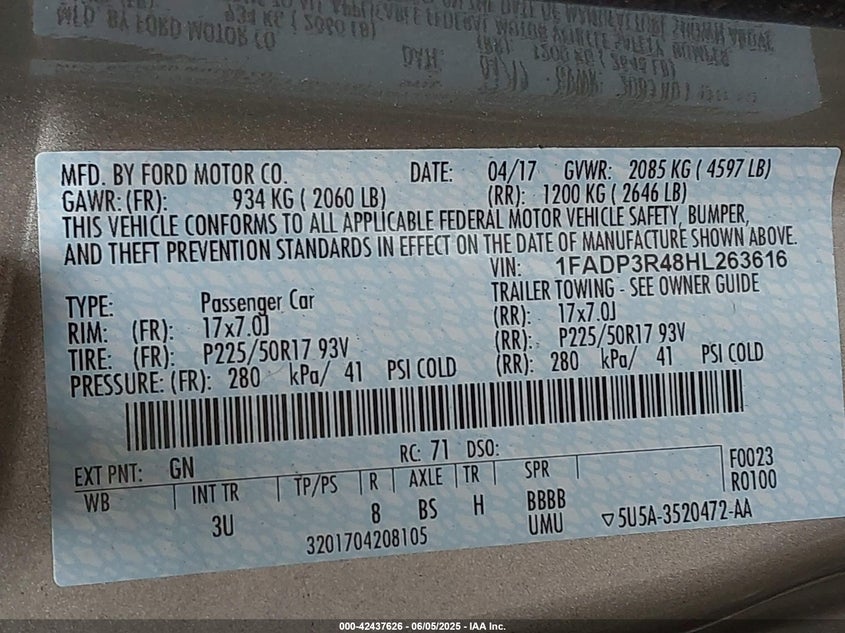 MFD. BY FORD MOTOR CO. DATE: 04/17 GVWR: 2085 KG ( 4597 LB)
GAWR: (FR): 934 KG ( 2060 LB) (RR): 1200 KG ( 2646 LB)
THIS VEHICLE CONFORMS TO ALL APPLICABLE FEDERAL MOTOR VEHICLE SAFETY, BUMPER,
AND THEFT PREVENTION STANDARDS IN EFFECT ON THE DATE OF MANUFACTURE SHOWN ABOVE.
VIN: 1FADP3R48HL263616
TYPE: Passenger Car TRAILER TOWING - SEE OWNER GUIDE
RIM: (FR): 17x7.0J (RR): 17x7.0J
TIRE: (FR): P225/50R17 93V (RR): P225/50R17 93V
PRESSURE: (FR): 280 kPa/ 41 PSI COLD (RR): 280 kPa/ 41 PSI COLD
EXT PNT: GN RC: 71 DSO: F0023
WB INT TR TP/PS R AXLE TR SPR R0100
3U 8 BS H BBBB
UMU ▽5U5A-3520472-AA
3201704208105
000-42437626 - 06/05/2025 - IAA Inc.